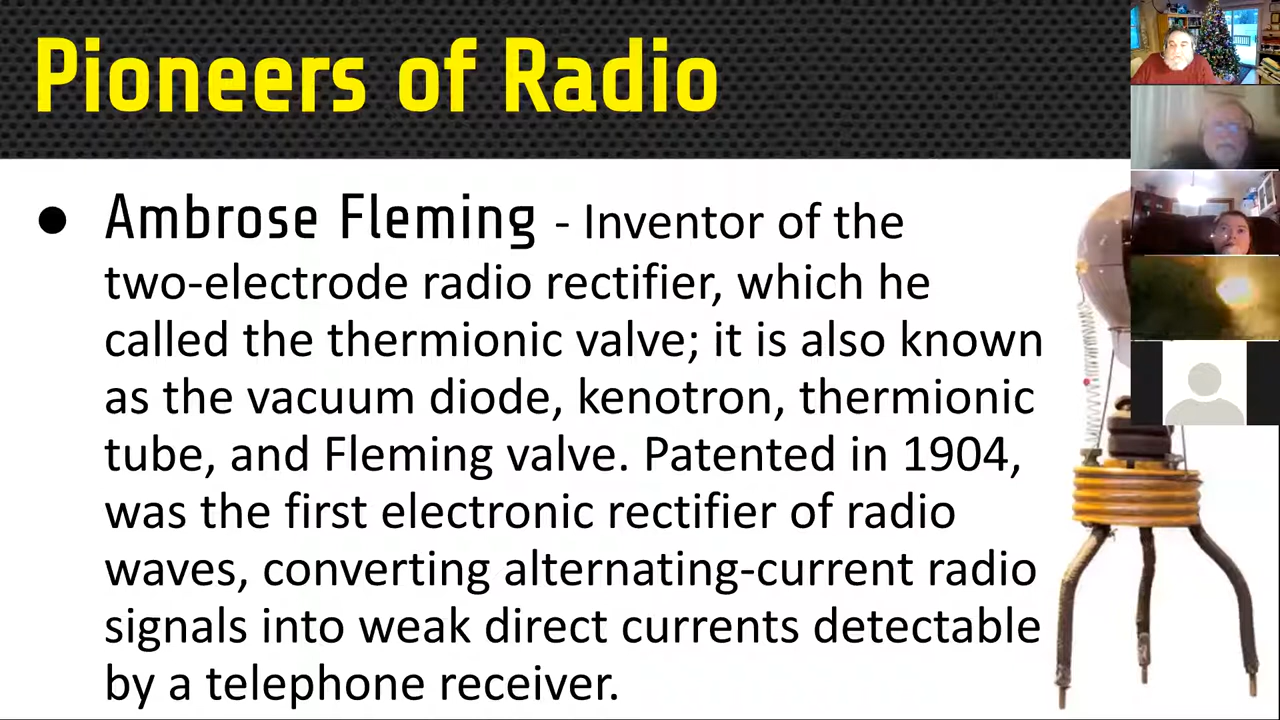 Pioneers of Radio
● Ambrose Fleming - Inventor of the
two-electrode radio rectifier, which he
called the thermionic valve; it is also known
as the vacuum diode, kenotron, thermionic
tube, and Fleming valve. Patented in 1904,
was the first electronic rectifier of radio
waves, converting alternating-current radio
signals into weak direct currents detectable
by a telephone receiver.